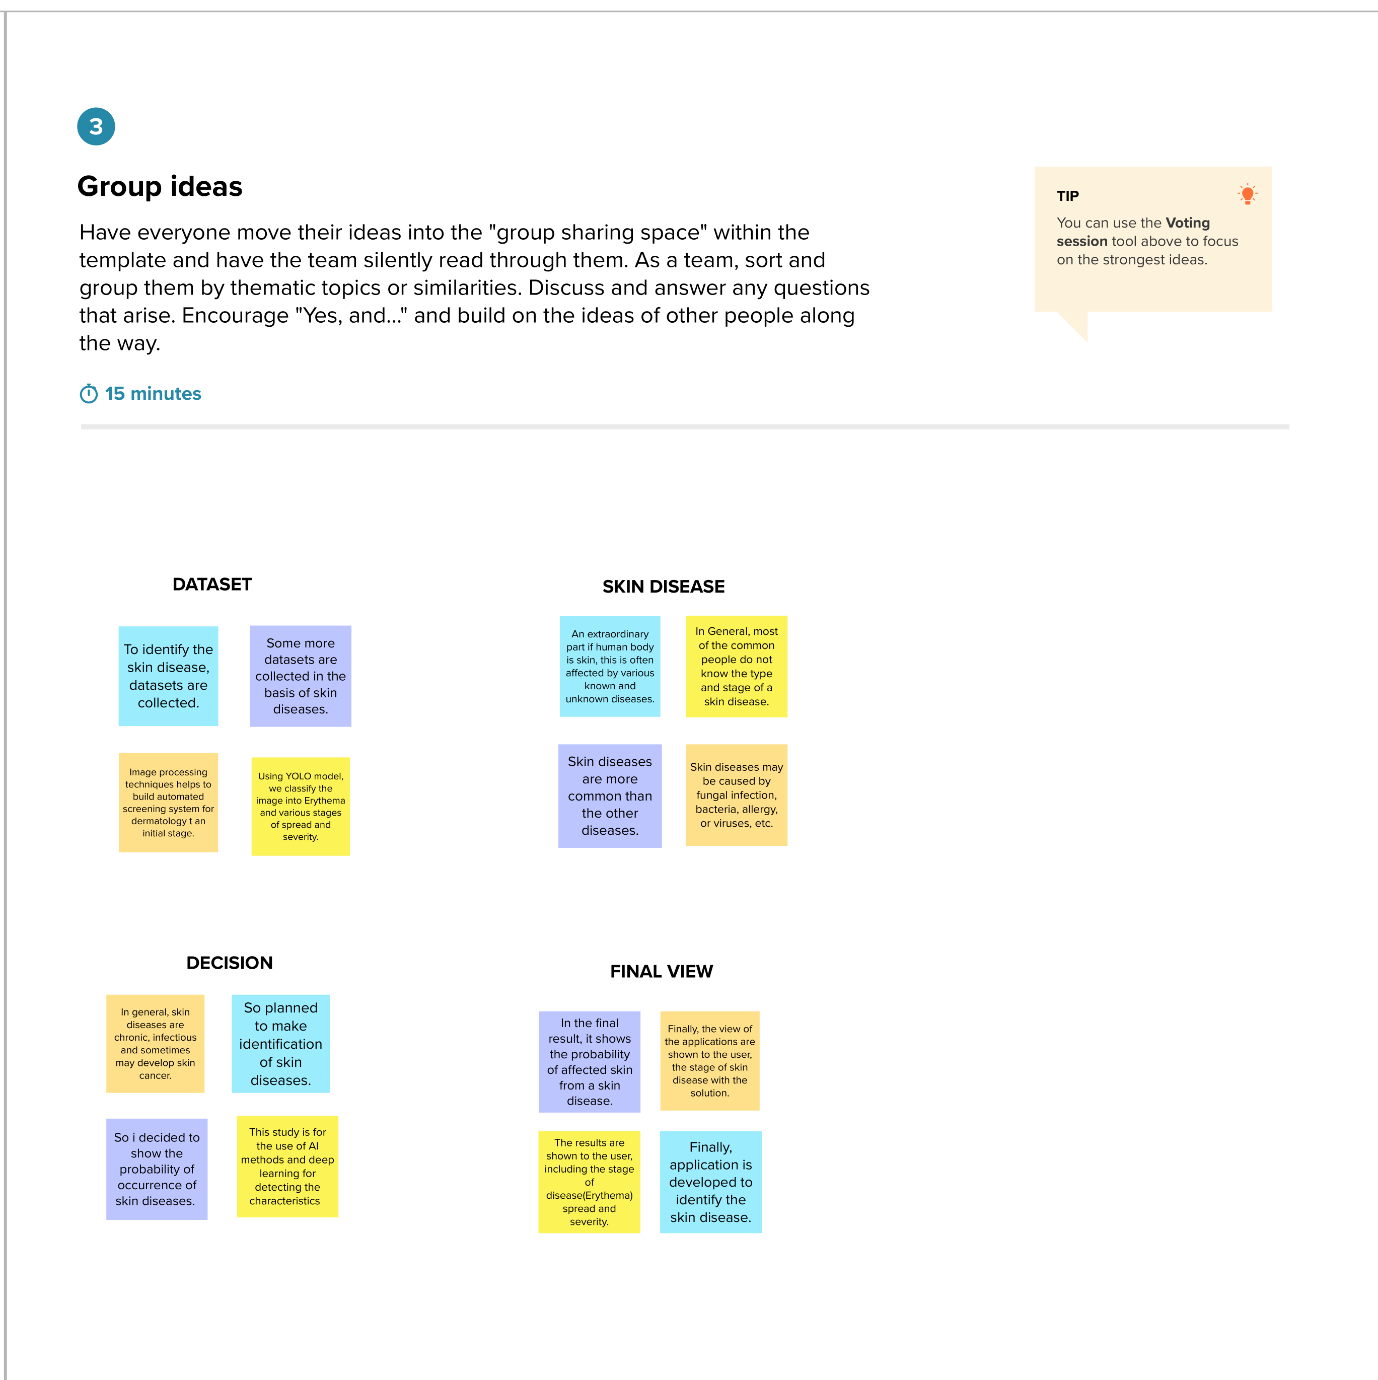 3
Group ideas
Have everyone move their ideas into the "group sharing space" within the
template and have the team silently read through them. As a team, sort and
group them by thematic topics or similarities. Discuss and answer any questions
that arise. Encourage "Yes, and..." and build on the ideas of other people along
the way.
15 minutes
TIP
You can use the Voting
session tool above to focus
on the strongest ideas.
DATASET
To identify the
skin disease,
datasets are
collected.
Some more
datasets are
collected in the
basis of skin
diseases.
Image processing
techniques helps to
build automated
screening system for
dermatology t an
initial stage.
Using YOLO model,
we classify the
image into Erythema
and various stages
of spread and
severity.
SKIN DISEASE
An extraordinary
part if human body
is skin, this is often
affected by various
known and
unknown diseases.
In General, most
of the common
people do not
know the type
and stage of a
skin disease.
Skin diseases
are more
common than
the other
diseases.
Skin diseases may
be caused by
fungal infection,
bacteria, allergy,
or viruses, etc.
DECISION
In general, skin
diseases are
chronic, infectious
and sometimes
may develop skin
cancer.
So planned
to make
identification
of skin
diseases.
So i decided to
show the
probability of
occurrence of
skin diseases.
This study is for
the use of AI
methods and deep
learning for
detecting the
characteristics
FINAL VIEW
In the final
result, it shows
the probability
of affected skin
from a skin
disease.
Finally, the view of
the applications are
shown to the user,
the stage of skin
disease with the
solution.
The results are
shown to the user,
including the stage
of
disease(Erythema)
spread and
severity.
Finally,
application is
developed to
identify the
skin disease.